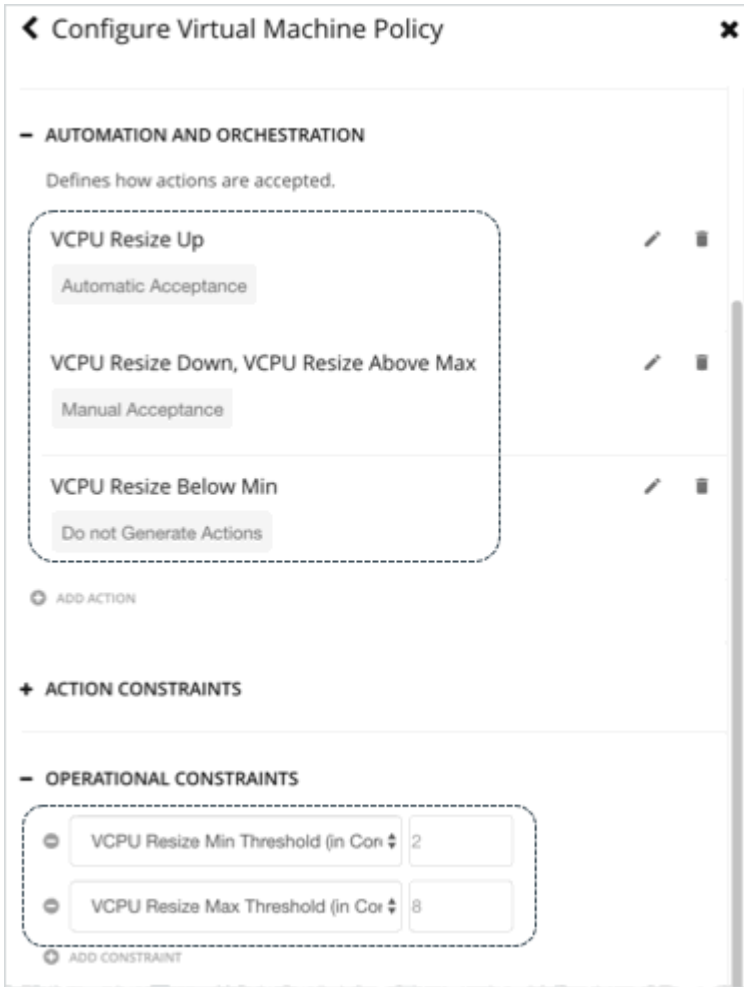 Configure Virtual Machine Policy
AUTOMATION AND ORCHESTRATION
Defines how actions are accepted.
VCPU Resize Up
Automatic Acceptance
VCPU Resize Down, VCPU Resize Above Max
Manual Acceptance
VCPU Resize Below Min
Do not Generate Actions
ADD ACTION
ACTION CONSTRAINTS
OPERATIONAL CONSTRAINTS
VCPU Resize Min Threshold (in Cor 2
VCPU Resize Max Threshold (in Cor 8
ADD CONSTRAINT